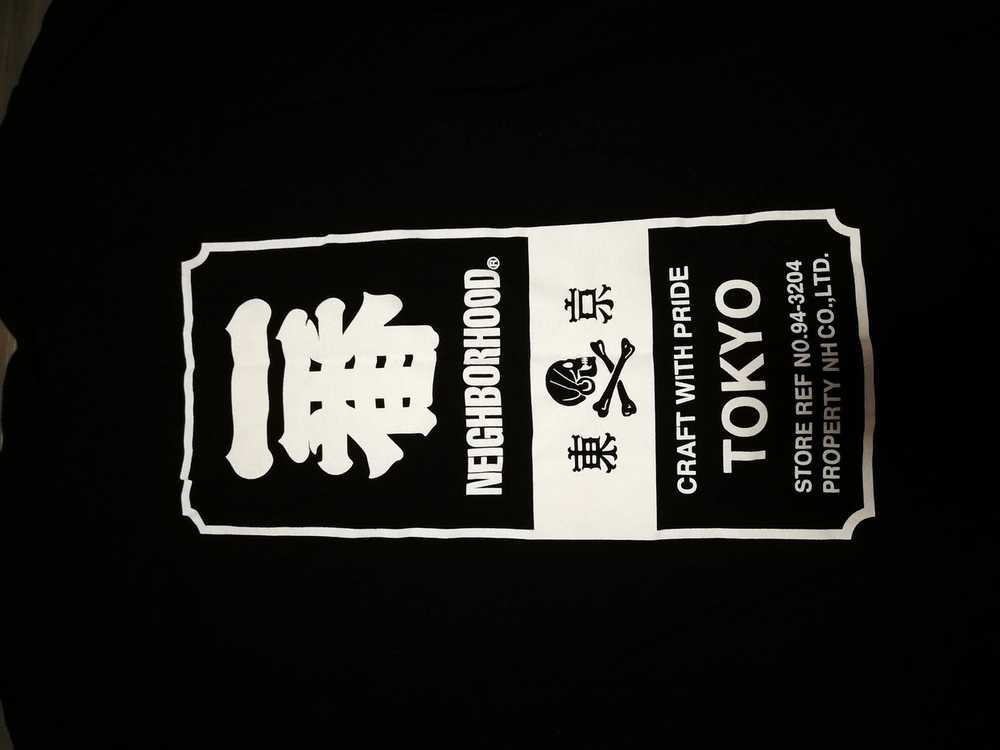 一番
NEIGHBORHOOD®
東京
CRAFT WITH PRIDE
TOKYO
STORE REF NO.94-3204
PROPERTY NH CO.,LTD.